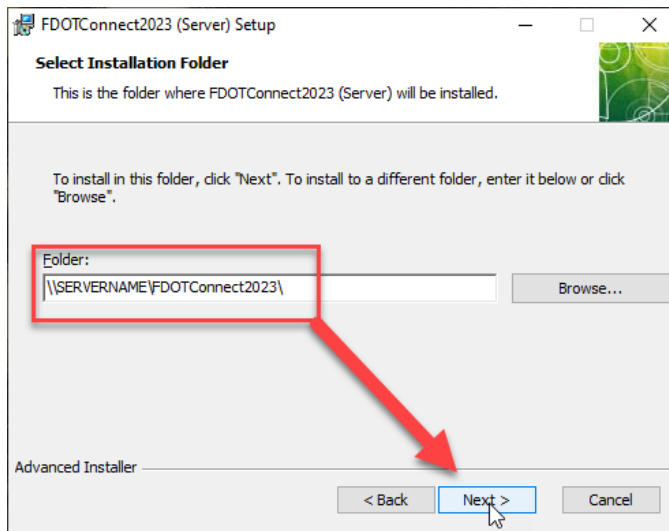 FDOTConnect2023 (Server) Setup
Select Installation Folder
This is the folder where FDOTConnect2023 (Server) will be installed.
To install in this folder, click "Next". To install to a different folder, enter it below or click
"Browse".
Folder:
\\SERVERNAME\FDOTConnect2023\
Browse...
Advanced Installer
< Back
Next >
Cancel